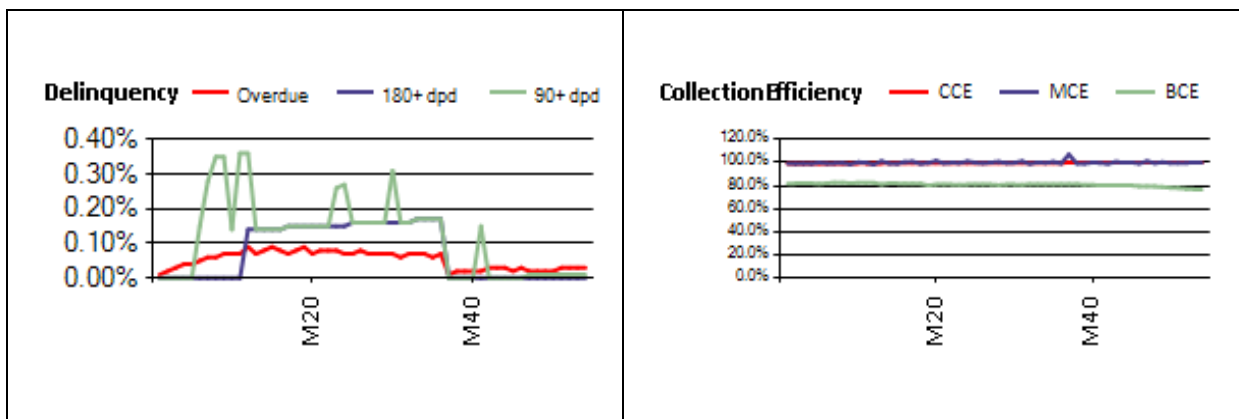 Delinquency Overdue 180+ dpd 90+ dpd
0.40%
0.30%
0.20%
0.10%
0.00%
M20
M40
Collection Efficiency CCE MCE BCE
120.0%
100.0%
80.0%
60.0%
40.0%
20.0%
0.0%
M20
M40